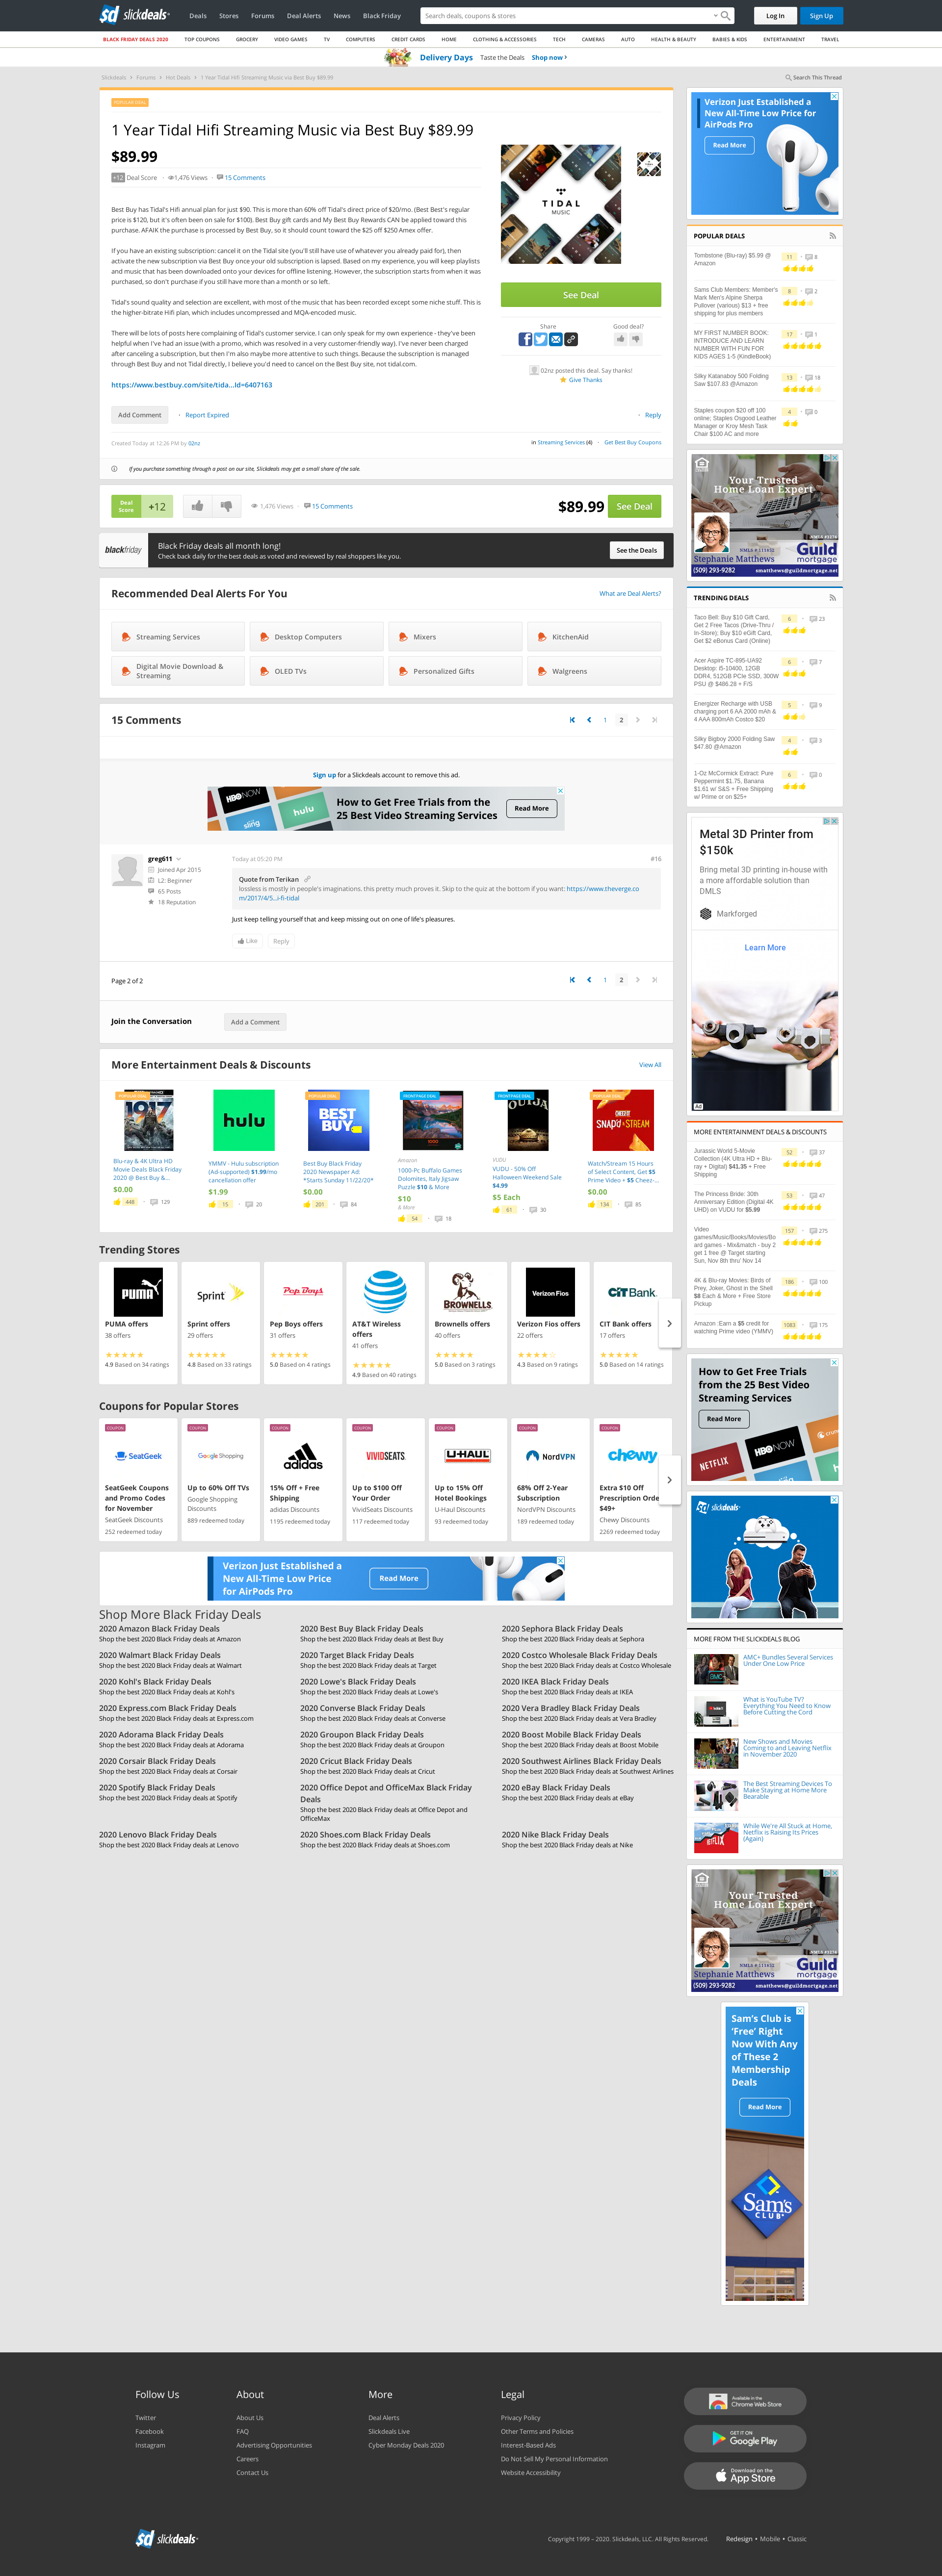 slickdeals
Deals
Stores
Forums
Deal Alerts
News
Black Friday
Search deals, coupons & stores
Log In
Sign Up
BLACK FRIDAY DEALS 2020
TOP COUPONS
GROCERY
VIDEO GAMES
TV
COMPUTERS
CREDIT CARDS
HOME
CLOTHING & ACCESSORIES
TECH
CAMERAS
AUTO
HEALTH & BEAUTY
BABIES & KIDS
ENTERTAINMENT
TRAVEL
Delivery Days Taste the Deals Shop now
Slickdeals Forums Hot Deals 1 Year Tidal Hifi Streaming Music via Best Buy $89.99
Search This Thread
POPULAR DEAL
1 Year Tidal Hifi Streaming Music via Best Buy $89.99
$89.99
+12 Deal Score 1,476 Views 15 Comments
Best Buy has Tidal's Hifi annual plan for just $90. This is more than 60% off Tidal's direct price of $20/mo. (Best Best's regular
price is $120, but it's often been on sale for $100). Best Buy gift cards and My Best Buy Rewards CAN be applied toward this
purchase. AFAIK the purchase is processed by Best Buy, so it should count toward the $25 off $250 Amex offer.
If you have an existing subscription: cancel it on the Tidal site (you'll still have use of whatever you already paid for), then
activate the new subscription via Best Buy once your old subscription is lapsed. Based on my experience, you will keep playlists
and music that has been downloaded onto your devices for offline listening. However, the subscription starts from when it was
purchased, so don't purchase if you still have more than a month or so left.
Tidal's sound quality and selection are excellent, with most of the music that has been recorded except some niche stuff. This is
the higher-bitrate Hifi plan, which includes uncompressed and MQA-encoded music.
There will be lots of posts here complaining of Tidal's customer service. I can only speak for my own experience - they've been
helpful when I've had an issue (which was a promo with weird rules, which I was trying to work around). I've never been charged
after canceling a subscription, but then I'm also maybe more attentive to such things. Because the subscription is managed
through Best Buy and not Tidal directly, I believe you'd need to cancel on the Best Buy site, not tidal.com.
https://www.bestbuy.com/site/tida...Id=6407163
TIDAL
MUSIC
See Deal
Share
Good deal?
02nz posted this deal. Say thanks!
Give Thanks
Add Comment
Report Expired
Reply
Created Today at 12:26 PM by 02nz
in Streaming Services (4)
Get Best Buy Coupons
If you purchase something through a post on our site, Slickdeals may get a small share of the sale.
Deal
Score
+12
1,476 Views
15 Comments
$89.99
See Deal
blackfriday
Black Friday deals all month long!
Check back daily for the best deals as voted and reviewed by real shoppers like you.
See the Deals
Recommended Deal Alerts For You
What are Deal Alerts?
Streaming Services
Desktop Computers
Mixers
KitchenAid
Digital Movie Download &
Streaming
OLED TVs
Personalized Gifts
Walgreens
15 Comments
1 2
Sign up for a Slickdeals account to remove this ad.
HBO NOW
hulu
sling
How to Get Free Trials from the
25 Best Video Streaming Services
Read More
greg611
Joined Apr 2015
L2: Beginner
65 Posts
18 Reputation
Today at 05:20 PM
#16
Quote from Terikan
lossless is mostly in people's imaginations. this pretty much proves it. Skip to the quiz at the bottom if you want: https://www.theverge.co
m/2017/4/5...i-fi-tidal
Just keep telling yourself that and keep missing out on one of life's pleasures.
Like
Reply
Page 2 of 2
1 2
Join the Conversation
Add a Comment
More Entertainment Deals & Discounts
View All
POPULAR DEAL
1917
Blu-ray & 4K Ultra HD
Movie Deals Black Friday
2020 @ Best Buy &...
$0.00
448 129
hulu
YMMV - Hulu subscription
(Ad-supported) $1.99/mo
cancellation offer
$1.99
15 20
POPULAR DEAL
BEST
BUY
Best Buy Black Friday
2020 Newspaper Ad:
*Starts Sunday 11/22/20*
$0.00
201 84
FRONTPAGE DEAL
Amazon
1000-Pc Buffalo Games
Dolomites, Italy Jigsaw
Puzzle $10 & More
$10
& More
54 18
FRONTPAGE DEAL
OUIJA
VUDU
VUDU - 50% Off
Halloween Weekend Sale
$4.99
$5 Each
61 30
POPULAR DEAL
CHEEZ-IT
SNAP'D STREAM
Watch/Stream 15 Hours
of Select Content, Get $5
Prime Video + $5 Cheez-...
$0.00
134 85
Trending Stores
PUMA
PUMA offers
38 offers
4.9 Based on 34 ratings
Sprint
Sprint offers
29 offers
4.8 Based on 33 ratings
Pep Boys
Pep Boys offers
31 offers
5.0 Based on 4 ratings
AT&T
AT&T Wireless
offers
41 offers
4.9 Based on 40 ratings
BROWNELLS
Brownells offers
40 offers
5.0 Based on 3 ratings
Verizon Fios
Verizon Fios offers
22 offers
4.3 Based on 9 ratings
CIT BANK
CIT Bank offers
17 offers
5.0 Based on 14 ratings
Coupons for Popular Stores
COUPON
SeatGeek
SeatGeek Coupons
and Promo Codes
for November
SeatGeek Discounts
252 redeemed today
COUPON
Google Shopping
Up to 60% Off TVs
Google Shopping
Discounts
889 redeemed today
COUPON
adidas
15% Off + Free
Shipping
adidas Discounts
1195 redeemed today
COUPON
VIVIDSEATS
Up to $100 Off
Your Order
VividSeats Discounts
117 redeemed today
COUPON
U-HAUL
Up to 15% Off
Hotel Bookings
U-Haul Discounts
93 redeemed today
COUPON
NordVPN
68% Off 2-Year
Subscription
NordVPN Discounts
189 redeemed today
COUPON
chewy
Extra $10 Off
Prescription Orde
$49+
Chewy Discounts
2269 redeemed today
Verizon Just Established a
New All-Time Low Price
for AirPods Pro
Read More
Shop More Black Friday Deals
2020 Amazon Black Friday Deals
Shop the best 2020 Black Friday deals at Amazon
2020 Best Buy Black Friday Deals
Shop the best 2020 Black Friday deals at Best Buy
2020 Sephora Black Friday Deals
Shop the best 2020 Black Friday deals at Sephora
2020 Walmart Black Friday Deals
Shop the best 2020 Black Friday deals at Walmart
2020 Target Black Friday Deals
Shop the best 2020 Black Friday deals at Target
2020 Costco Wholesale Black Friday Deals
Shop the best 2020 Black Friday deals at Costco Wholesale
2020 Kohl's Black Friday Deals
Shop the best 2020 Black Friday deals at Kohl's
2020 Lowe's Black Friday Deals
Shop the best 2020 Black Friday deals at Lowe's
2020 IKEA Black Friday Deals
Shop the best 2020 Black Friday deals at IKEA
2020 Express.com Black Friday Deals
Shop the best 2020 Black Friday deals at Express.com
2020 Converse Black Friday Deals
Shop the best 2020 Black Friday deals at Converse
2020 Vera Bradley Black Friday Deals
Shop the best 2020 Black Friday deals at Vera Bradley
2020 Adorama Black Friday Deals
Shop the best 2020 Black Friday deals at Adorama
2020 Groupon Black Friday Deals
Shop the best 2020 Black Friday deals at Groupon
2020 Boost Mobile Black Friday Deals
Shop the best 2020 Black Friday deals at Boost Mobile
2020 Corsair Black Friday Deals
Shop the best 2020 Black Friday deals at Corsair
2020 Cricut Black Friday Deals
Shop the best 2020 Black Friday deals at Cricut
2020 Southwest Airlines Black Friday Deals
Shop the best 2020 Black Friday deals at Southwest Airlines
2020 Spotify Black Friday Deals
Shop the best 2020 Black Friday deals at Spotify
2020 Office Depot and OfficeMax Black Friday
Deals
Shop the best 2020 Black Friday deals at Office Depot and
OfficeMax
2020 eBay Black Friday Deals
Shop the best 2020 Black Friday deals at eBay
2020 Lenovo Black Friday Deals
Shop the best 2020 Black Friday deals at Lenovo
2020 Shoes.com Black Friday Deals
Shop the best 2020 Black Friday deals at Shoes.com
2020 Nike Black Friday Deals
Shop the best 2020 Black Friday deals at Nike
Verizon Just Established a
New All-Time Low Price for
AirPods Pro
Read More
POPULAR DEALS
Tombstone (Blu-ray) $5.99 @
Amazon
11 8
Sams Club Members: Member's
Mark Men's Alpine Sherpa
Pullover (various) $13 + free
shipping for plus members
8 2
MY FIRST NUMBER BOOK:
INTRODUCE AND LEARN
NUMBER WITH FUN FOR
KIDS AGES 1-5 (KindleBook)
17 1
Silky Katanaboy 500 Folding
Saw $107.83 @Amazon
13 18
Staples coupon $20 off 100
online; Staples Osgood Leather
Manager or Kroy Mesh Task
Chair $100 AC and more
4 0
Your Trusted
Home Loan Expert.
Stephanie Matthews
Guild
mortgage
(509) 293-9282
smatthews@guildmortgage.net
TRENDING DEALS
Taco Bell: Buy $10 Gift Card,
Get 2 Free Tacos (Drive-Thru /
In-Store); Buy $10 eGift Card,
Get $2 eBonus Card (Online)
6 23
Acer Aspire TC-895-UA92
Desktop: i5-10400, 12GB
DDR4, 512GB PCIe SSD, 300W
PSU @ $486.28 + F/S
6 7
Energizer Recharge with USB
charging port 6 AA 2000 mAh &
4 AAA 800mAh Costco $20
5 9
Silky Bigboy 2000 Folding Saw
$47.80 @Amazon
4 3
1-Oz McCormick Extract: Pure
Peppermint $1.75, Banana
$1.61 w/ S&S + Free Shipping
w/ Prime or on $25+
6 0
Metal 3D Printer from
$150k
Bring metal 3D printing in-house with
a more affordable solution than
DMLS
Markforged
Learn More
Ad
MORE ENTERTAINMENT DEALS & DISCOUNTS
Jurassic World 5-Movie
Collection (4K Ultra HD + Blu-
ray + Digital) $41.35 + Free
Shipping
52 37
The Princess Bride: 30th
Anniversary Edition (Digital 4K
UHD) on VUDU for $5.99
53 47
Video
games/Music/Books/Movies/Bo
ard games - Mix&match - buy 2
get 1 free @ Target starting
Sun, Nov 8th thru' Nov 14
157 275
4K & Blu-ray Movies: Birds of
Prey, Joker, Ghost in the Shell
$8 Each & More + Free Store
Pickup
186 100
Amazon :Earn a $5 credit for
watching Prime video (YMMV)
1083 175
How to Get Free Trials
from the 25 Best Video
Streaming Services
Read More
NETFLIX
HBO NOW
crunchyroll
slickdeals
MORE FROM THE SLICKDEALS BLOG
AMC+ Bundles Several Services
Under One Low Price
What is YouTube TV?
Everything You Need to Know
Before Cutting the Cord
New Shows and Movies
Coming to and Leaving Netflix
in November 2020
The Best Streaming Devices To
Make Staying at Home More
Bearable
While We're All Stuck at Home,
Netflix is Raising Its Prices
(Again)
Your Trusted
Home Loan Expert.
Stephanie Matthews
Guild
mortgage
(509) 293-9282
smatthews@guildmortgage.net
Sam's Club is
'Free' Right
Now With Any
of These 2
Membership
Deals
Read More
Sam's
CLUB
Follow Us
Twitter
Facebook
Instagram
About
About Us
FAQ
Advertising Opportunities
Careers
Contact Us
More
Deal Alerts
Slickdeals Live
Cyber Monday Deals 2020
Legal
Privacy Policy
Other Terms and Policies
Interest-Based Ads
Do Not Sell My Personal Information
Website Accessibility
Available in the
Chrome Web Store
GET IT ON
Google Play
Download on the
App Store
slickdeals
Copyright 1999 – 2020. Slickdeals, LLC. All Rights Reserved.
Redesign • Mobile • Classic